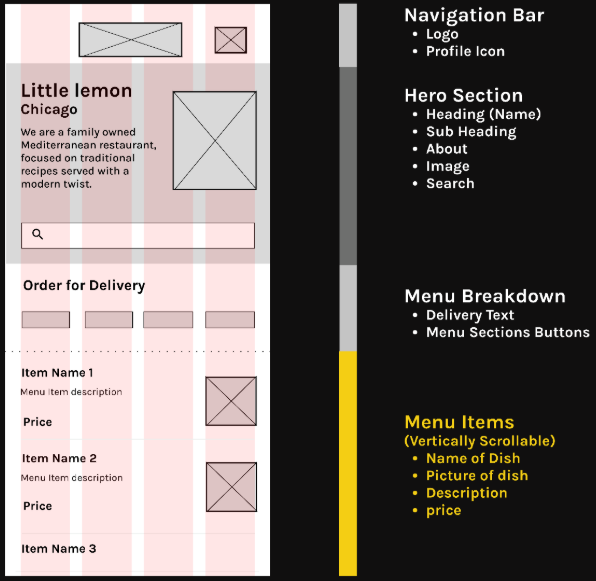 Little lemon
Chicago
We are a family owned
Mediterranean restaurant,
focused on traditional
recipes served with a
modern twist.
Order for Delivery
Item Name 1
Menu Item description
Price
Item Name 2
Menu Item description
Price
Item Name 3
Navigation Bar
• Logo
• Profile Icon
Hero Section
• Heading (Name)
• Sub Heading
• About
• Image
• Search
Menu Breakdown
• Delivery Text
• Menu Sections Buttons
Menu Items
(Vertically Scrollable)
• Name of Dish
• Picture of dish
• Description
• price